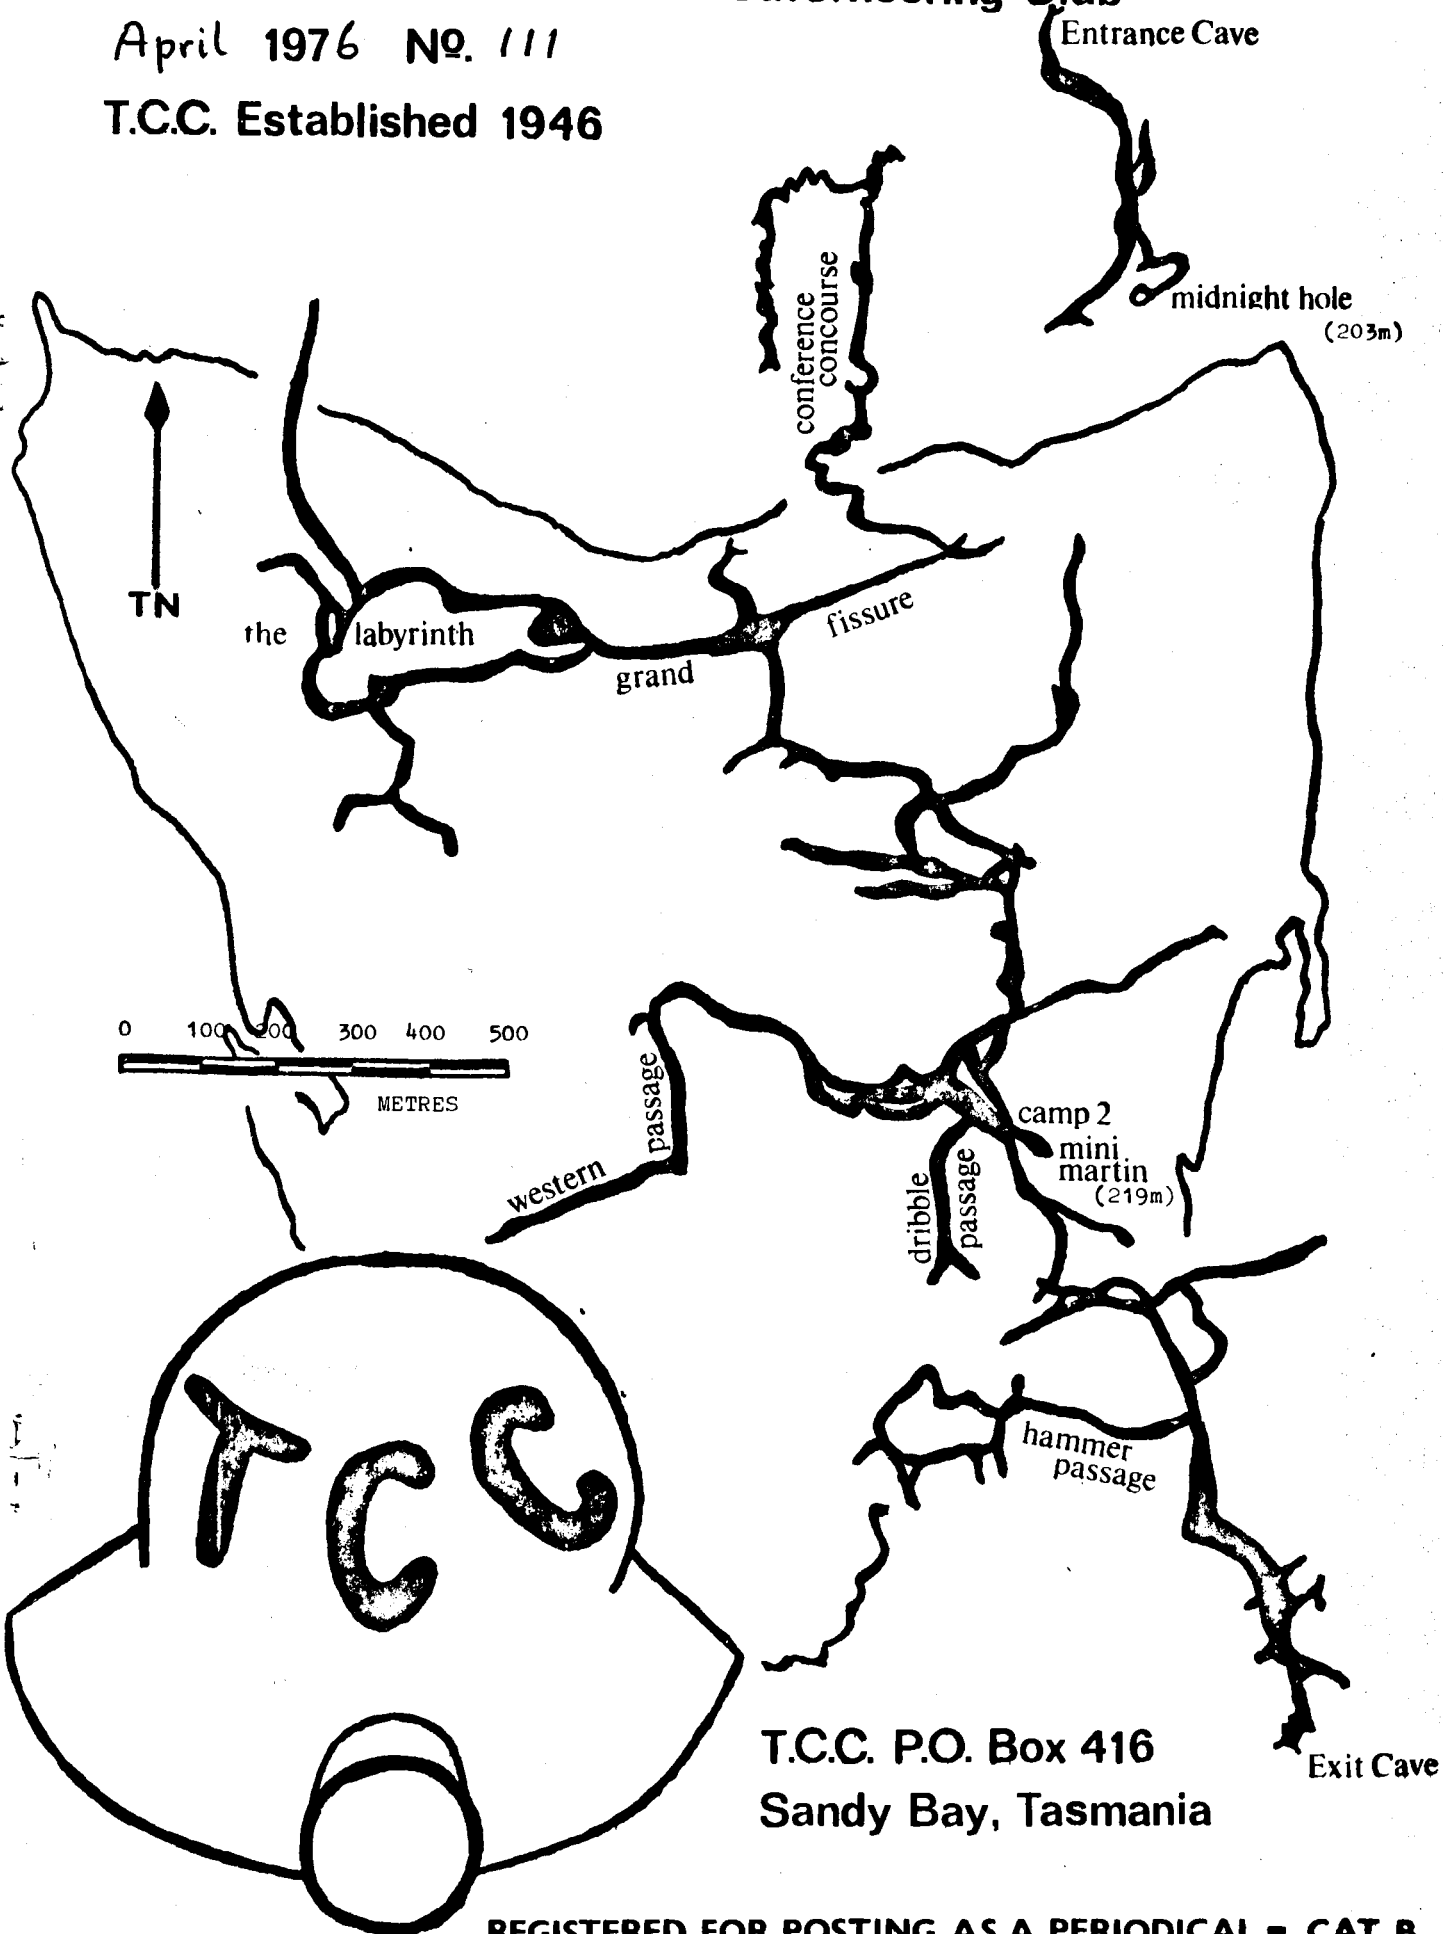 Club
April 1976 No. 111
T.C.C. Established 1946
Entrance Cave
midnight hole
(203m)
conference
concourse
TN
the labyrinth
grand
fissure
0 100 200 300 400 500
METRES
passage
western
camp 2
mini
martin
(219m)
dribble
passage
hammer
passage
TCC
T.C.C. P.O. Box 416
Sandy Bay, Tasmania
Exit Cave
REGISTERED FOR POSTING AS A PERIODICAL - CAT B